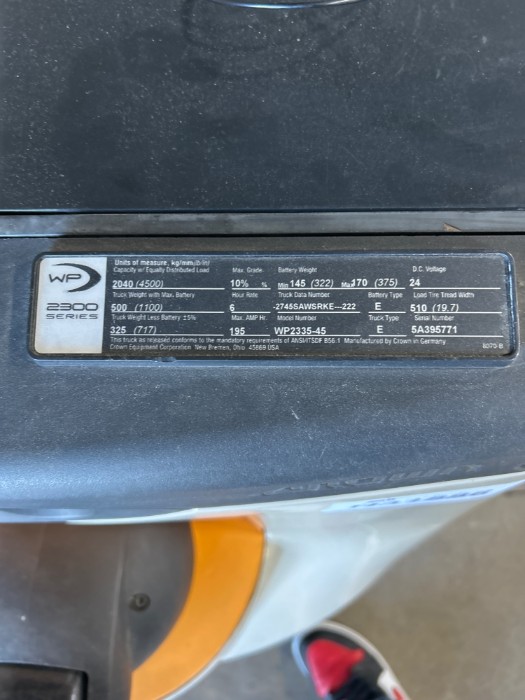 WP
2300
SERIES
Units of measure, kg/mm,(lb/in)
Capacity w/ Equally Distributed Load Max. Grade Battery Weight D.C. Voltage
2040 (4500) 10% % Min 145 (322) Max 170 (375) 24
Truck Weight with Max. Battery Hour Rate Truck Data Number Battery Type Load Tire Tread Width
500 (1100) 6 -2745SAWSRKE---222 E 510 (19.7)
Truck Weight Less Battery ±5% Max. AMP Hr. Model Number Truck Type Serial Number
325 (717) 195 WP2335-45 E 5A395771
This truck as released conforms to the mandatory requirements of ANSI/ITSDF B56.1 Manufactured by Crown in Germany
Crown Equipment Corporation New Bremen, Ohio 45869 USA